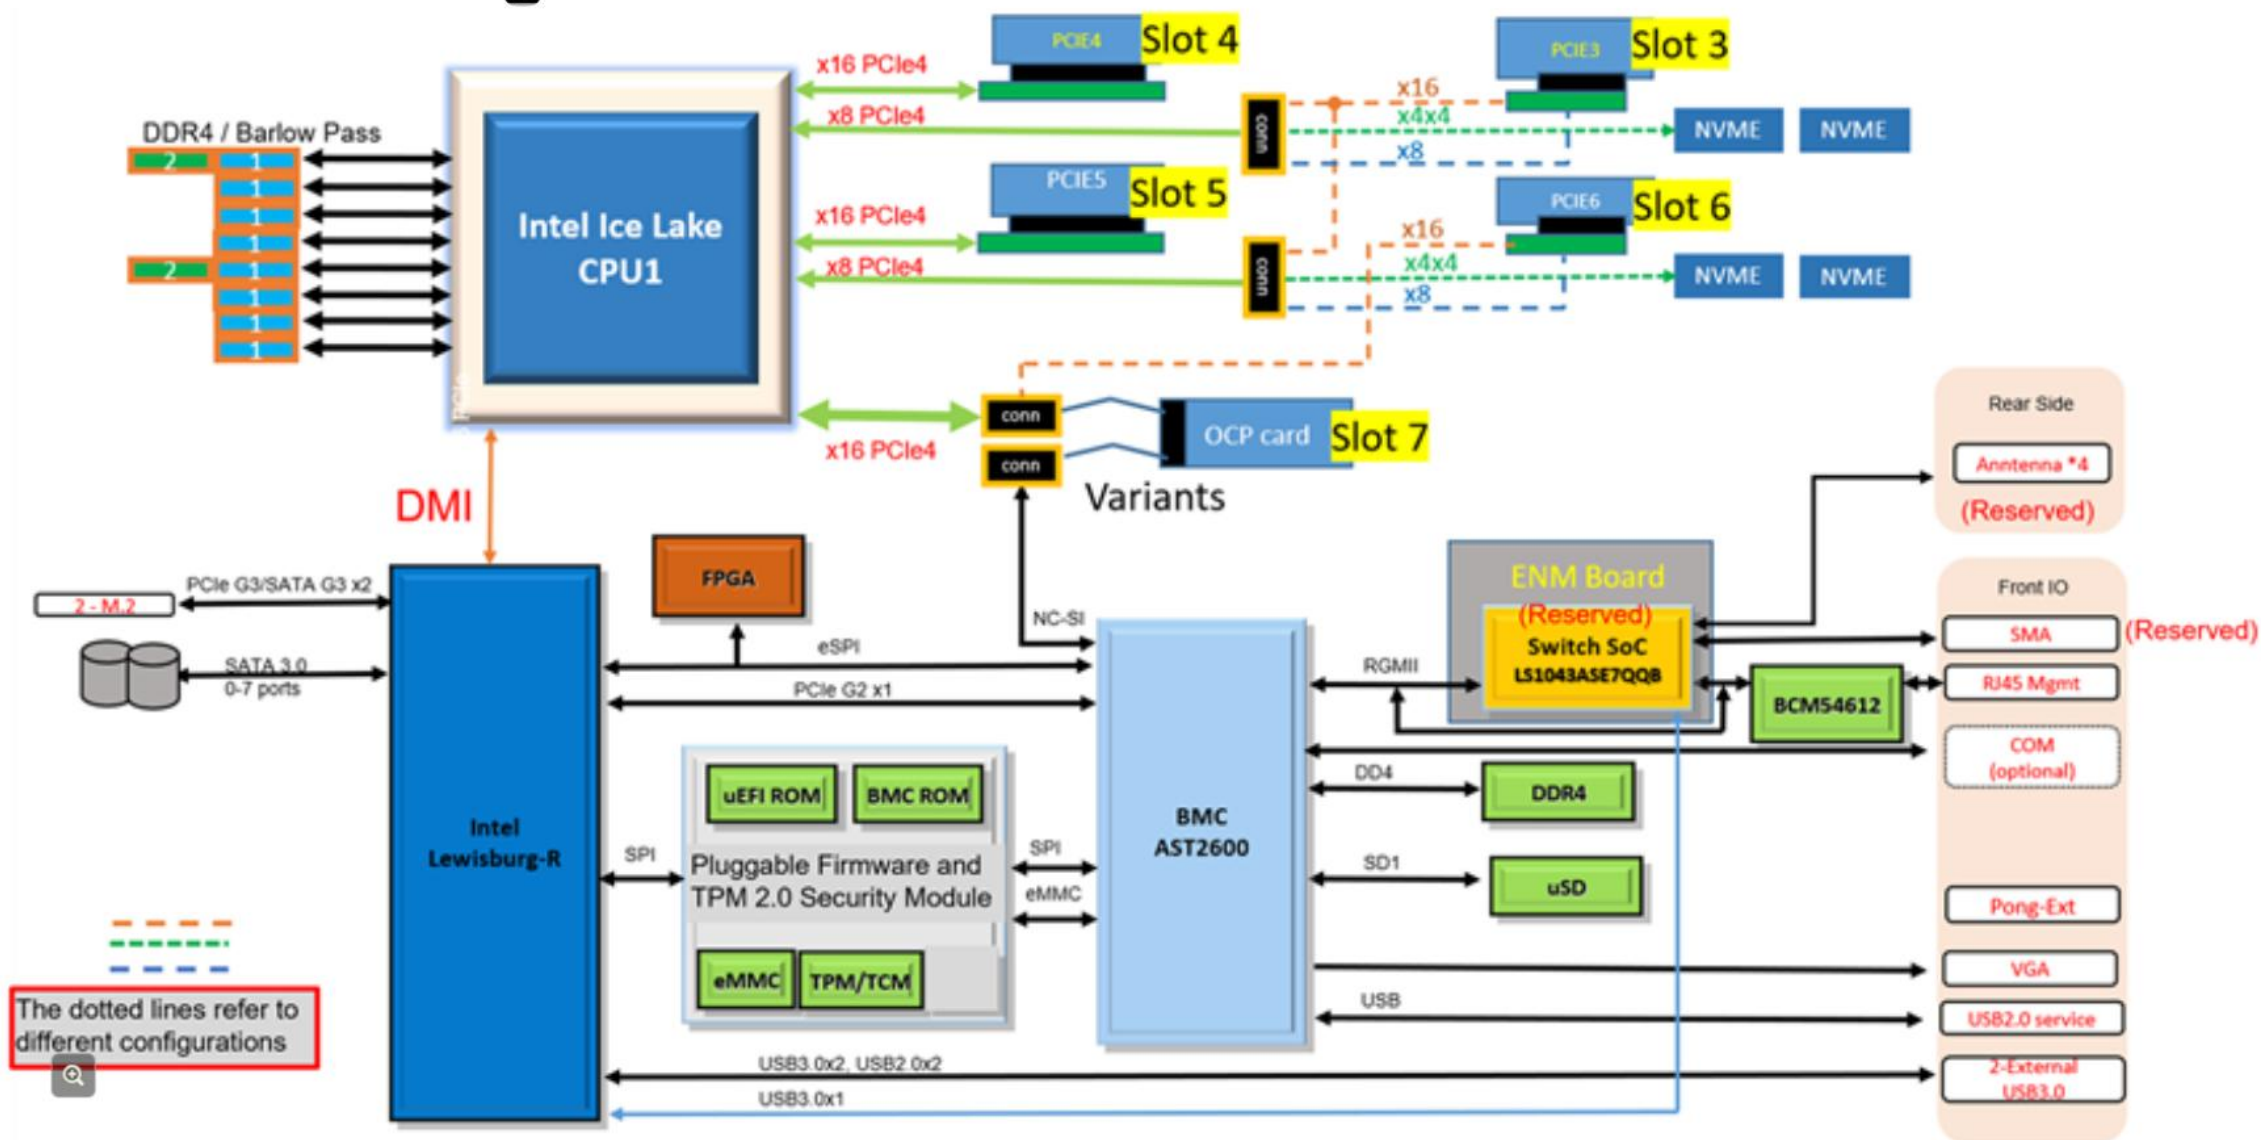 PCIE4
Slot 4
PCIE3
Slot 3
x16 PCIe4
x8 PCIe4
conn
x16
x4x4
x8
NVME
NVME
DDR4 / Barlow Pass
2
1
1
1
1
2
1
1
1
1
Intel Ice Lake
CPU1
PCIE5
Slot 5
PCIE6
Slot 6
x16 PCIe4
x8 PCIe4
conn
x16
x4x4
x8
NVME
NVME
x16 PCIe4
conn
conn
OCP card
Slot 7
Variants
PCIe
DMI
Rear Side
Anntenna *4
(Reserved)
2 - M.2
PCIe G3/SATA G3 x2
SATA 3.0
0-7 ports
FPGA
NC-SI
eSPI
PCIe G2 x1
ENM Board
(Reserved)
Switch SoC
LS1043ASE7QQB
RGMII
BCM54612
Front IO
SMA
(Reserved)
RJ45 Mgmt
COM
(optional)
Intel
Lewisburg-R
uEFI ROM
BMC ROM
SPI
Pluggable Firmware and
TPM 2.0 Security Module
SPI
eMMC
eMMC
TPM/TCM
BMC
AST2600
DD4
DDR4
SD1
uSD
Pong-Ext
VGA
USB
USB2.0 service
USB3.0x2, USB2.0x2
2-External
USB3.0
USB3.0x1
The dotted lines refer to
different configurations